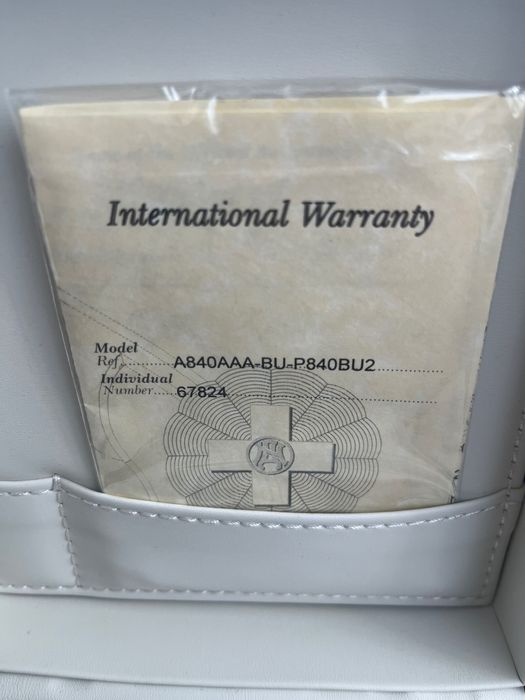 International Warranty
Model
Ref. ........ A840AAA-BU-P840BU2 ............
Individual
Number ..... 67824 ............................